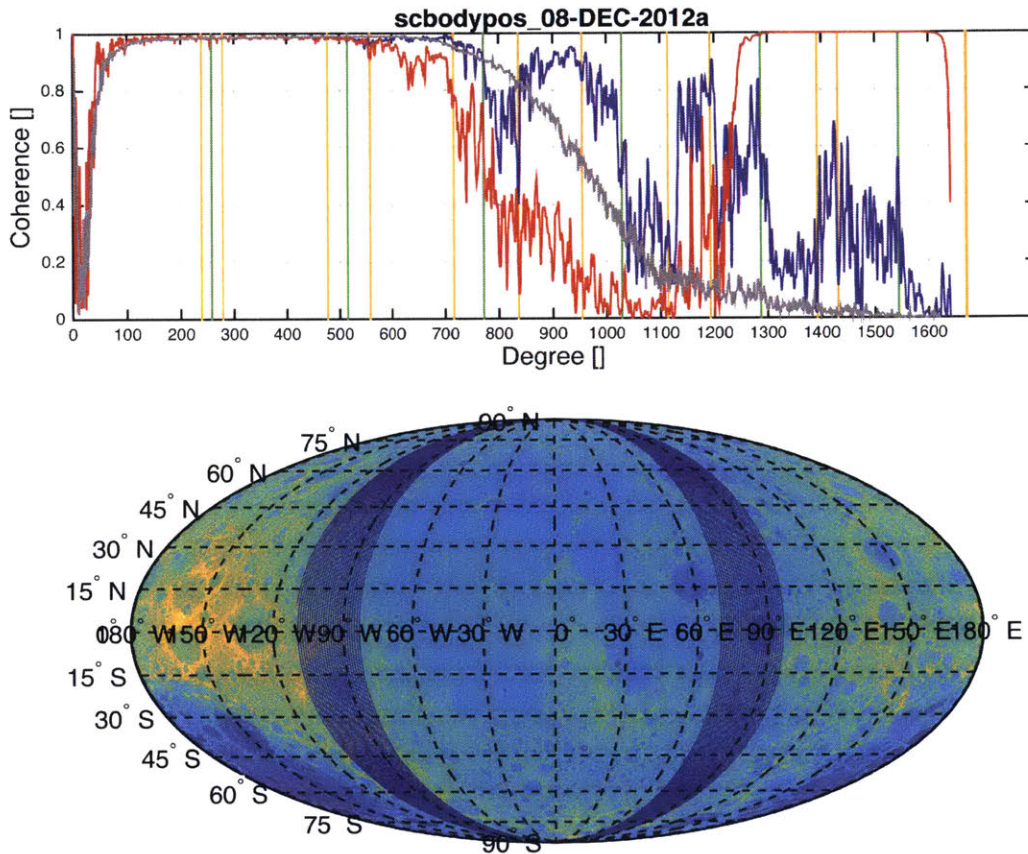 scbodypos_08-DEC-2012a
Coherence []
1
0.8
0.6
0.4
0.2
0
0 100 200 300 400 500 600 700 800 900 1000 1100 1200 1300 1400 1500 1600
Degree []
90° N
75° N
60° N
45° N
30° N
15° N
0°
180° W 150° W 120° W 90° W 60° W 30° W 0° 30° E 60° E 90° E 120° E 150° E 180° E
15° S
30° S
45° S
60° S
75° S
90° S